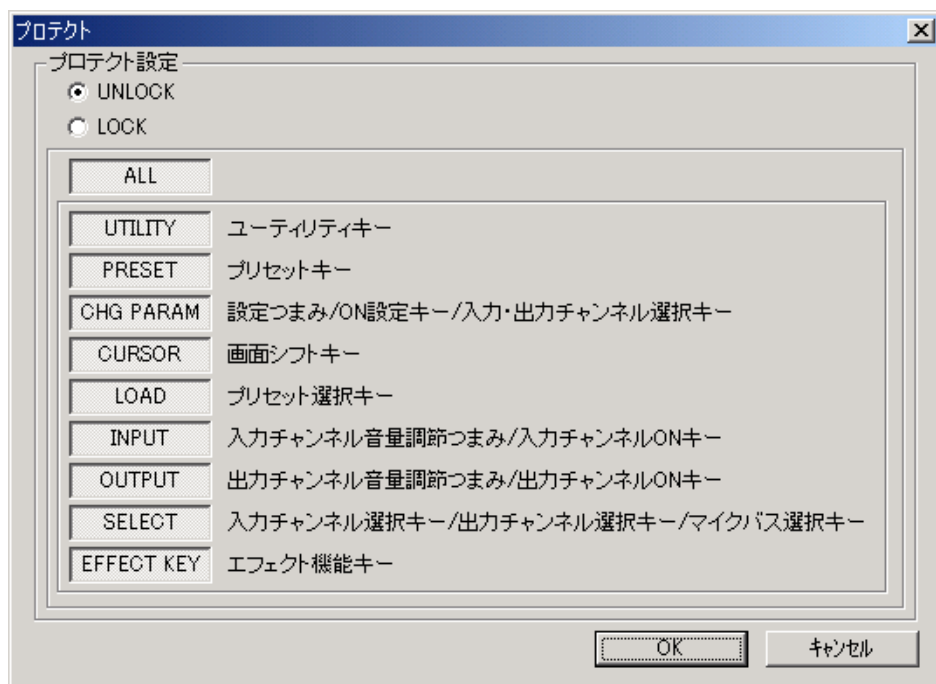 プロテクト
プロテクト設定
UNLOCK
LOCK
ALL
UTILITY ユーティリティキー
PRESET プリセットキー
CHG PARAM 設定つまみ/ON設定キー/入力・出力チャンネル選択キー
CURSOR 画面シフトキー
LOAD プリセット選択キー
INPUT 入力チャンネル音量調節つまみ/入力チャンネルONキー
OUTPUT 出力チャンネル音量調節つまみ/出力チャンネルONキー
SELECT 入力チャンネル選択キー/出力チャンネル選択キー/マイクバス選択キー
EFFECT KEY エフェクト機能キー
OK キャンセル